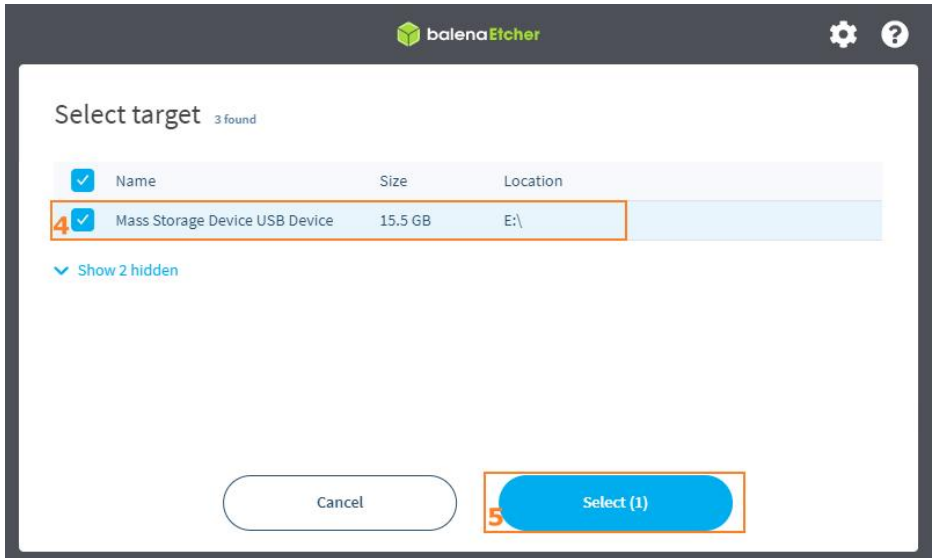 balenaEtcher
Select target 3 found
Name Size Location
4 Mass Storage Device USB Device 15.5 GB E:\
Show 2 hidden
Cancel
5 Select (1)